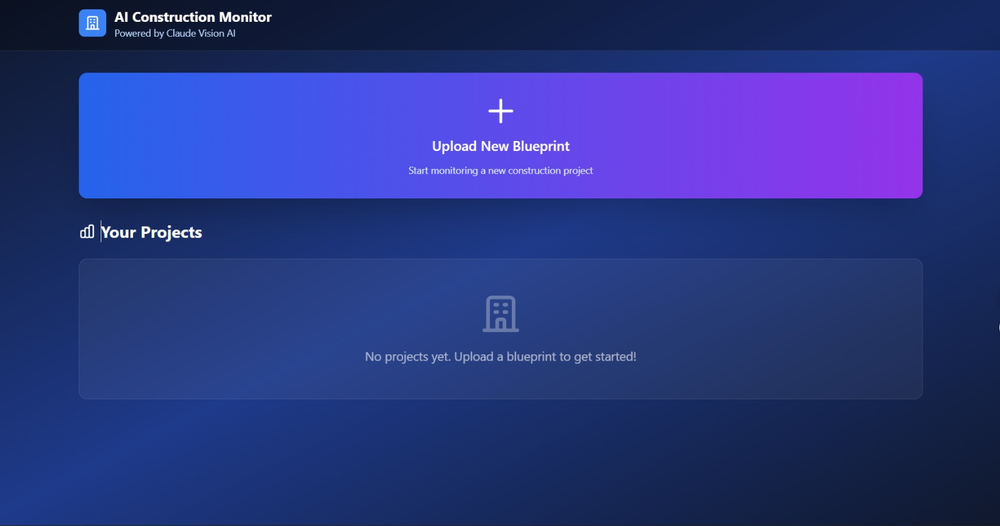 AI Construction Monitor
Powered by Claude Vision AI
Upload New Blueprint
Start monitoring a new construction project
Your Projects
No projects yet. Upload a blueprint to get started!